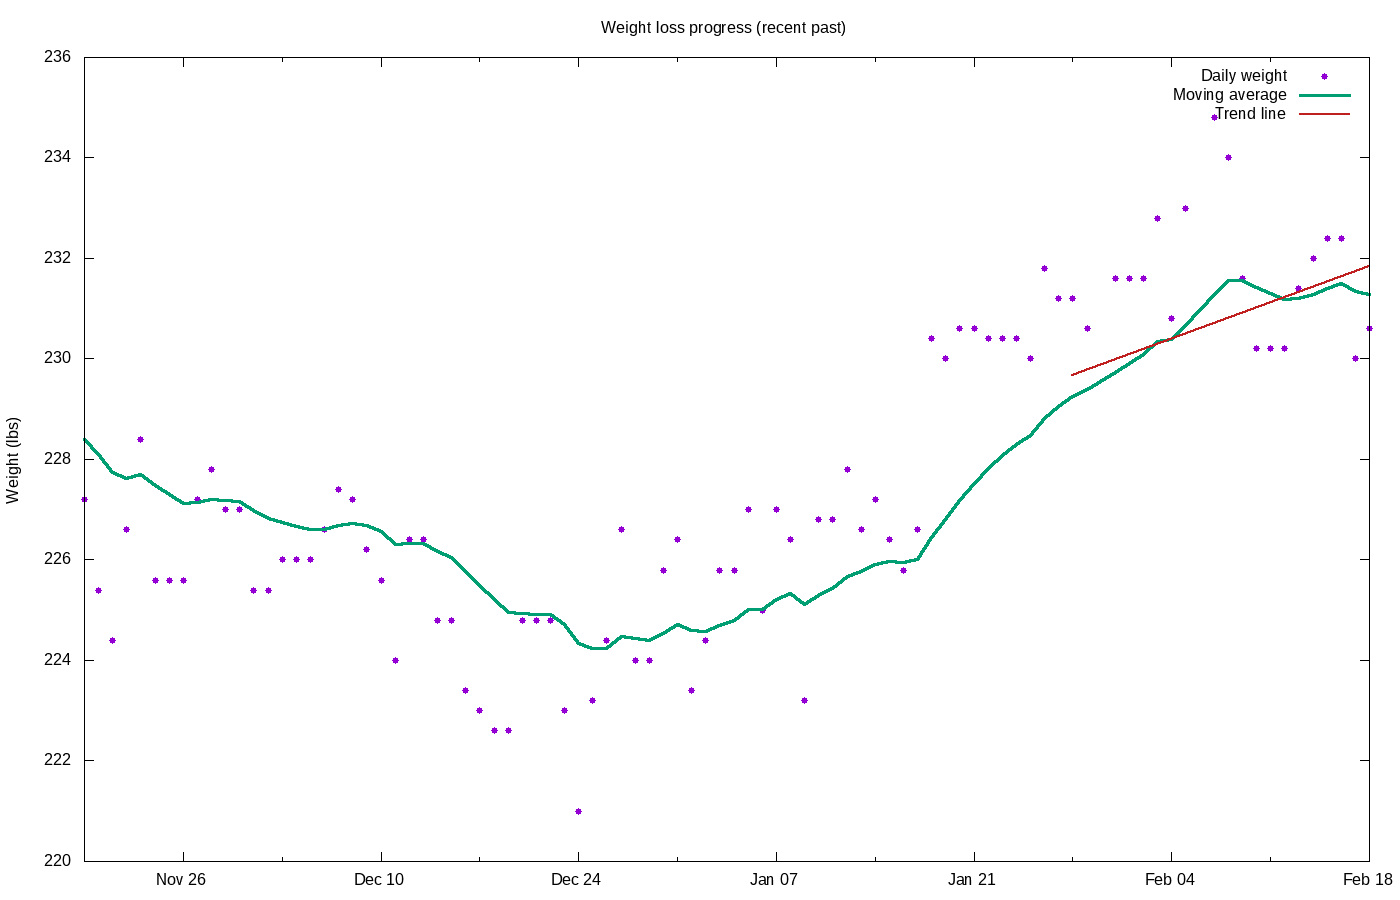 Weight loss progress (recent past)
236
234
232
230
228
226
224
222
220
Weight (lbs)
Daily weight
Moving average
Trend line
Nov 26 Dec 10 Dec 24 Jan 07 Jan 21 Feb 04 Feb 18